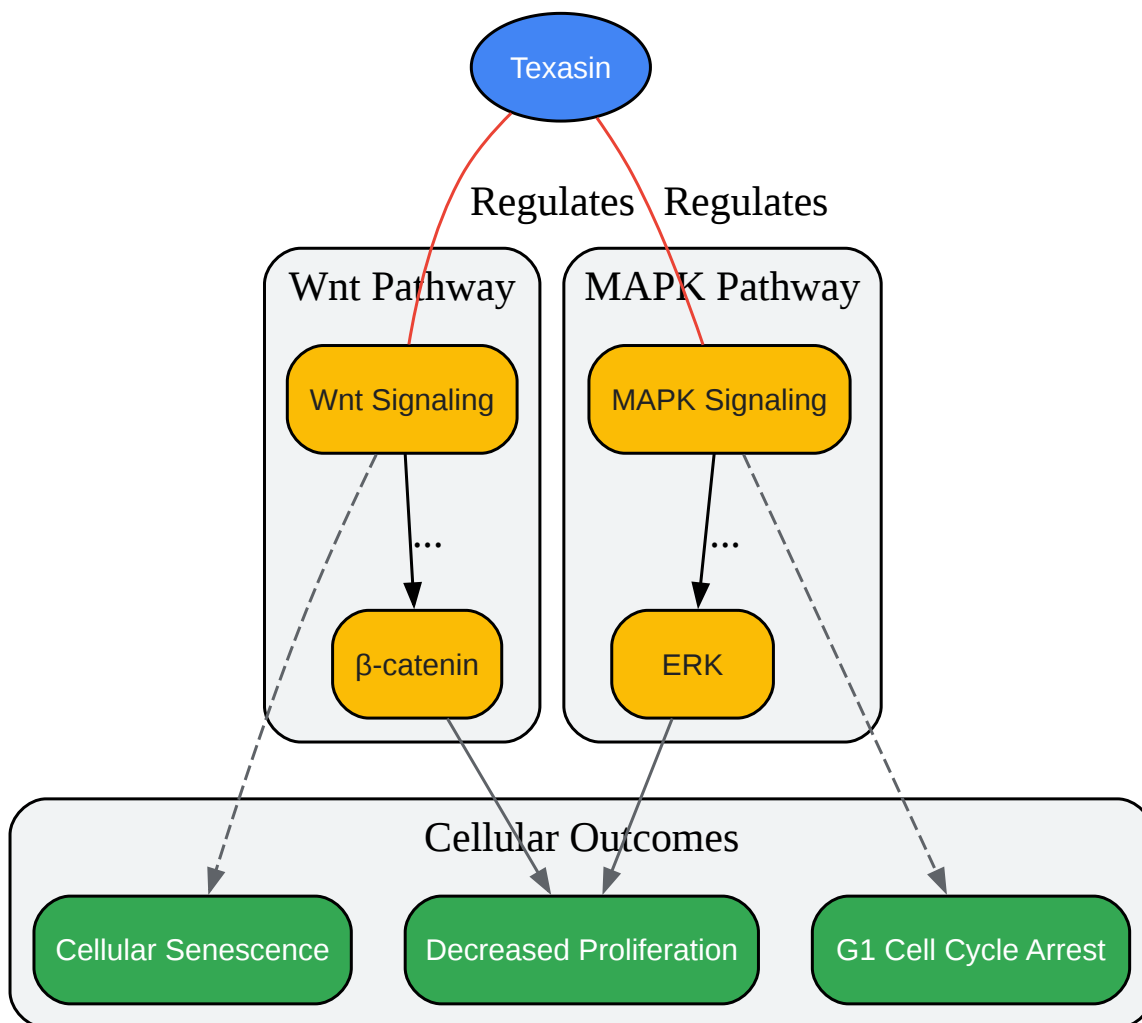 Texasin
Regulates Regulates
Wnt Pathway
MAPK Pathway
Wnt Signaling
MAPK Signaling
...
...
β-catenin
ERK
Cellular Outcomes
Cellular Senescence
Decreased Proliferation
G1 Cell Cycle Arrest